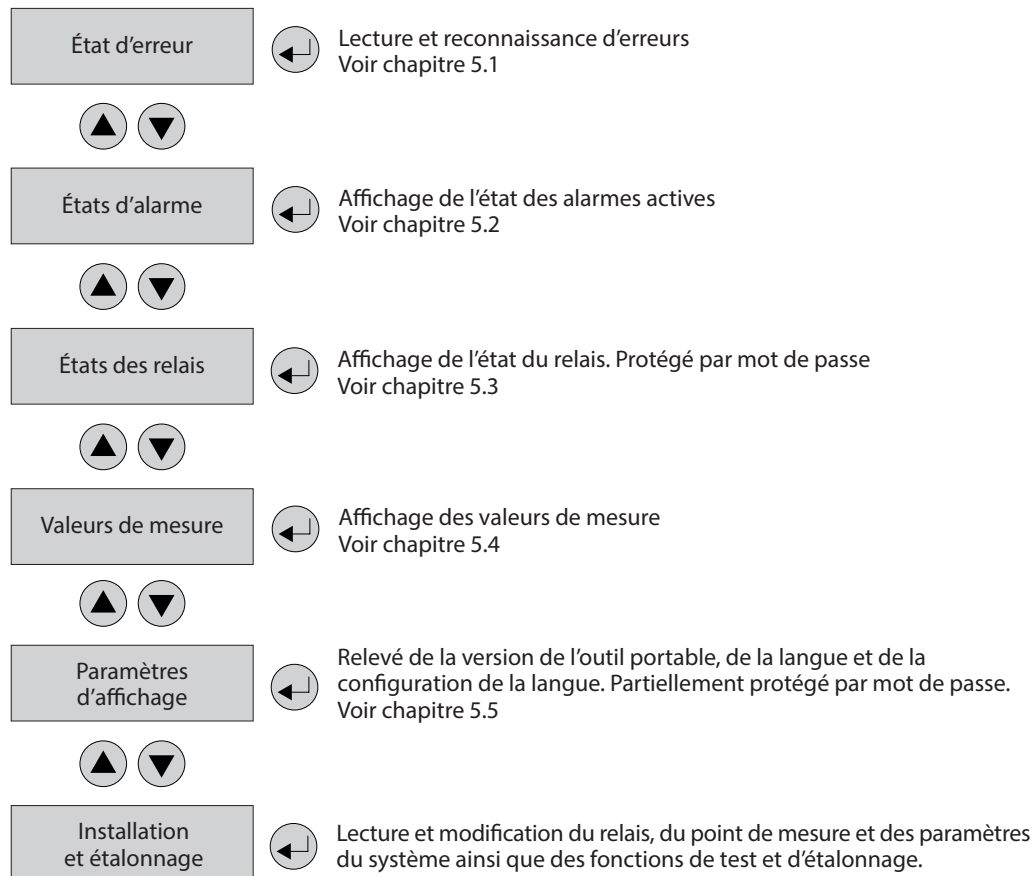 État d’erreur
Lecture et reconnaissance d’erreurs
Voir chapitre 5.1
États d’alarme
Affichage de l’état des alarmes actives
Voir chapitre 5.2
États des relais
Affichage de l’état du relais. Protégé par mot de passe
Voir chapitre 5.3
Valeurs de mesure
Affichage des valeurs de mesure
Voir chapitre 5.4
Paramètres
d’affichage
Relevé de la version de l’outil portable, de la langue et de la
configuration de la langue. Partiellement protégé par mot de passe.
Voir chapitre 5.5
Installation
et étalonnage
Lecture et modification du relais, du point de mesure et des paramètres
du système ainsi que des fonctions de test et d’étalonnage.